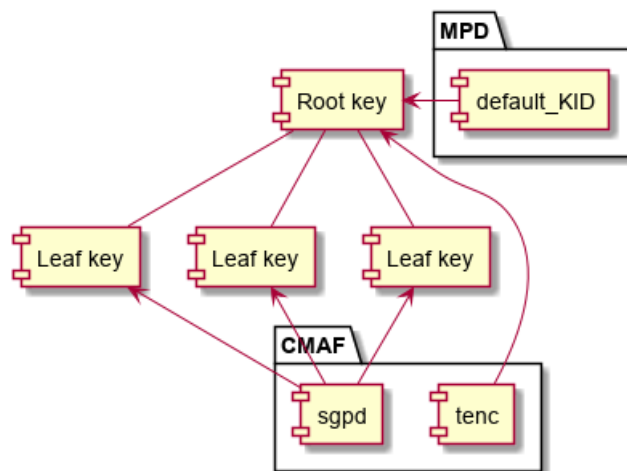 MPD
Root key
default_KID
Leaf key
Leaf key
Leaf key
CMAF
sgpd
tenc